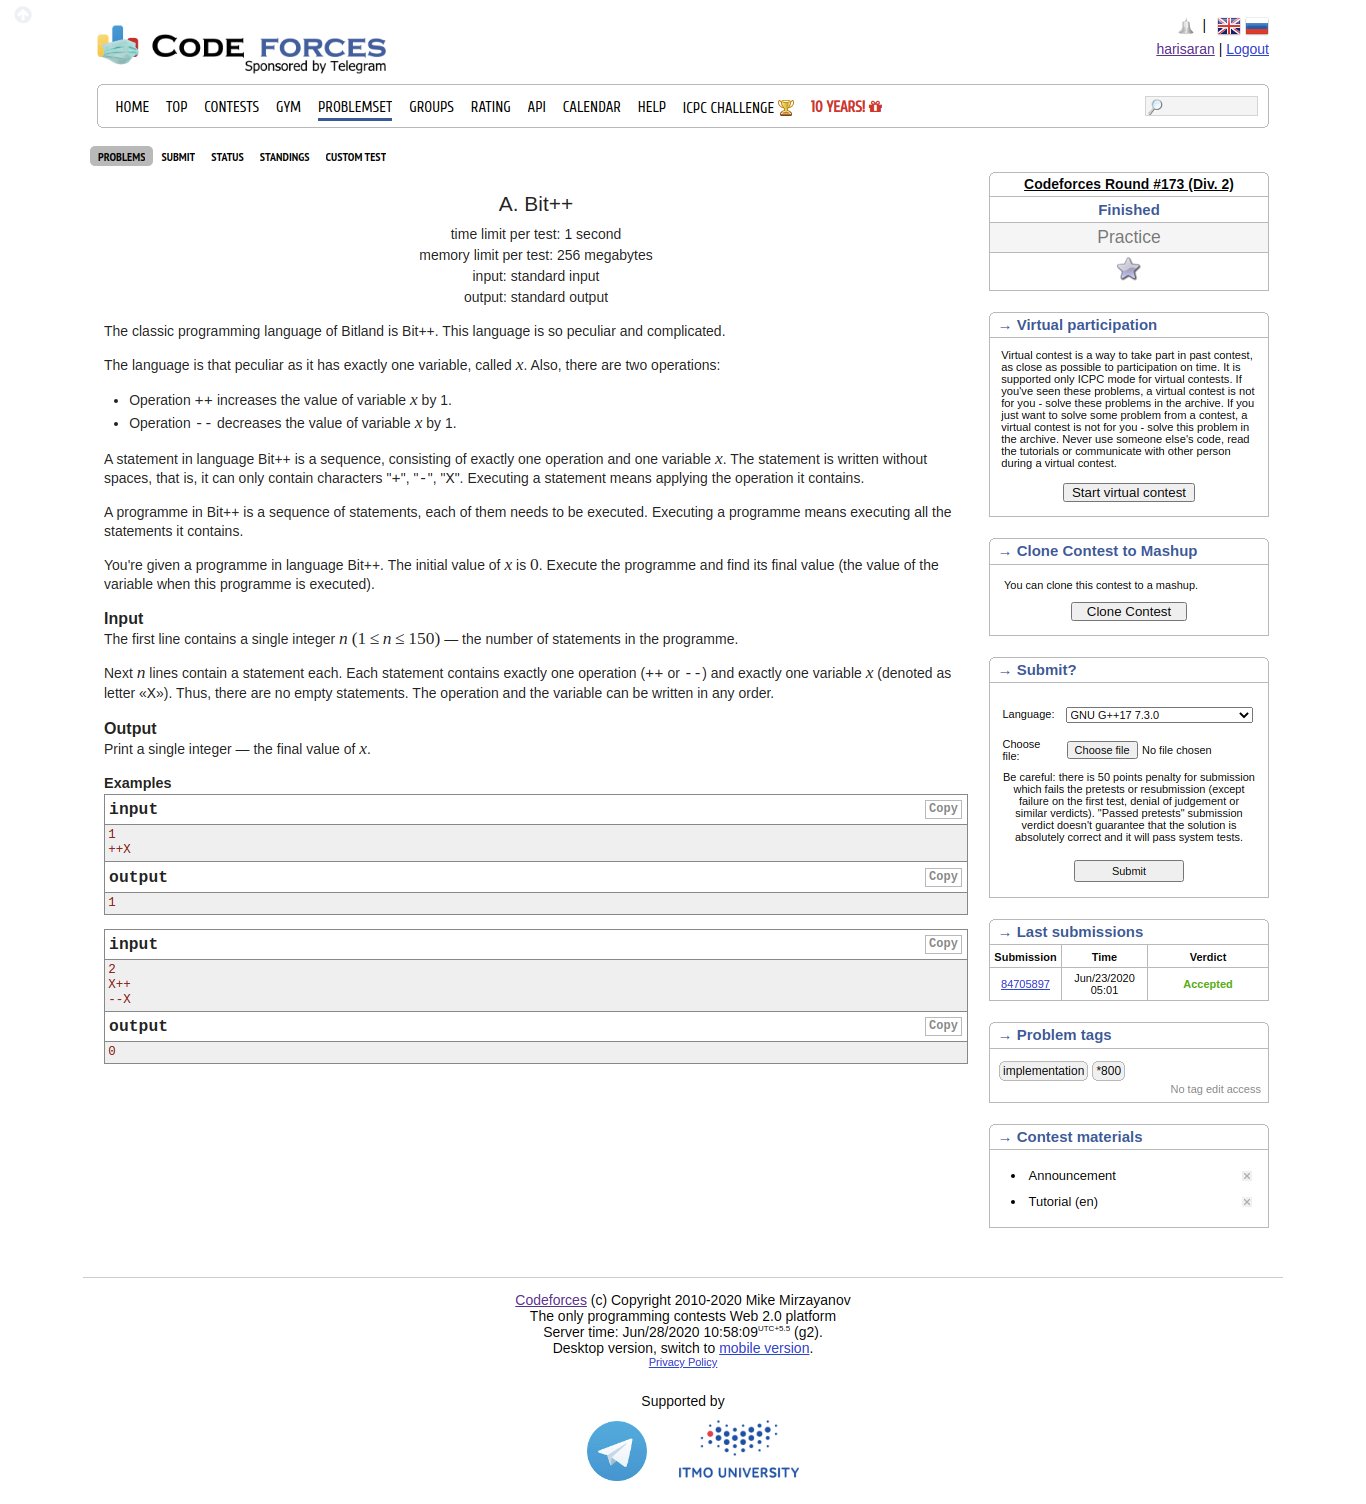 CODE FORCES
Sponsored by Telegram
|
harisaran | Logout
HOME TOP CONTESTS GYM PROBLEMSET GROUPS RATING API CALENDAR HELP ICPC CHALLENGE 10 YEARS!
PROBLEMS SUBMIT STATUS STANDINGS CUSTOM TEST
A. Bit++
time limit per test: 1 second
memory limit per test: 256 megabytes
input: standard input
output: standard output
The classic programming language of Bitland is Bit++. This language is so peculiar and complicated.
The language is that peculiar as it has exactly one variable, called x. Also, there are two operations:
• Operation ++ increases the value of variable x by 1.
• Operation -- decreases the value of variable x by 1.
A statement in language Bit++ is a sequence, consisting of exactly one operation and one variable x. The statement is written without
spaces, that is, it can only contain characters "+", "-", "X". Executing a statement means applying the operation it contains.
A programme in Bit++ is a sequence of statements, each of them needs to be executed. Executing a programme means executing all the
statements it contains.
You're given a programme in language Bit++. The initial value of x is 0. Execute the programme and find its final value (the value of the
variable when this programme is executed).
Input
The first line contains a single integer n (1 ≤ n ≤ 150) — the number of statements in the programme.
Next n lines contain a statement each. Each statement contains exactly one operation (++ or --) and exactly one variable x (denoted as
letter «X»). Thus, there are no empty statements. The operation and the variable can be written in any order.
Output
Print a single integer — the final value of x.
Examples
input Copy
1
++X
output Copy
1
input Copy
2
X++
--X
output Copy
0
Codeforces Round #173 (Div. 2)
Finished
Practice
→ Virtual participation
Virtual contest is a way to take part in past contest,
as close as possible to participation on time. It is
supported only ICPC mode for virtual contests. If
you've seen these problems, a virtual contest is not
for you - solve these problems in the archive. If you
just want to solve some problem from a contest, a
virtual contest is not for you - solve this problem in
the archive. Never use someone else's code, read
the tutorials or communicate with other person
during a virtual contest.
Start virtual contest
→ Clone Contest to Mashup
You can clone this contest to a mashup.
Clone Contest
→ Submit?
Language: GNU G++17 7.3.0
Choose
file: Choose file No file chosen
Be careful: there is 50 points penalty for submission
which fails the pretests or resubmission (except
failure on the first test, denial of judgement or
similar verdicts). "Passed pretests" submission
verdict doesn't guarantee that the solution is
absolutely correct and it will pass system tests.
Submit
→ Last submissions
Submission Time Verdict
84705897 Jun/23/2020
05:01 Accepted
→ Problem tags
implementation *800
No tag edit access
→ Contest materials
• Announcement
• Tutorial (en)
Codeforces (c) Copyright 2010-2020 Mike Mirzayanov
The only programming contests Web 2.0 platform
Server time: Jun/28/2020 10:58:09UTC+5.5 (g2).
Desktop version, switch to mobile version.
Privacy Policy
Supported by
ITMO UNIVERSITY